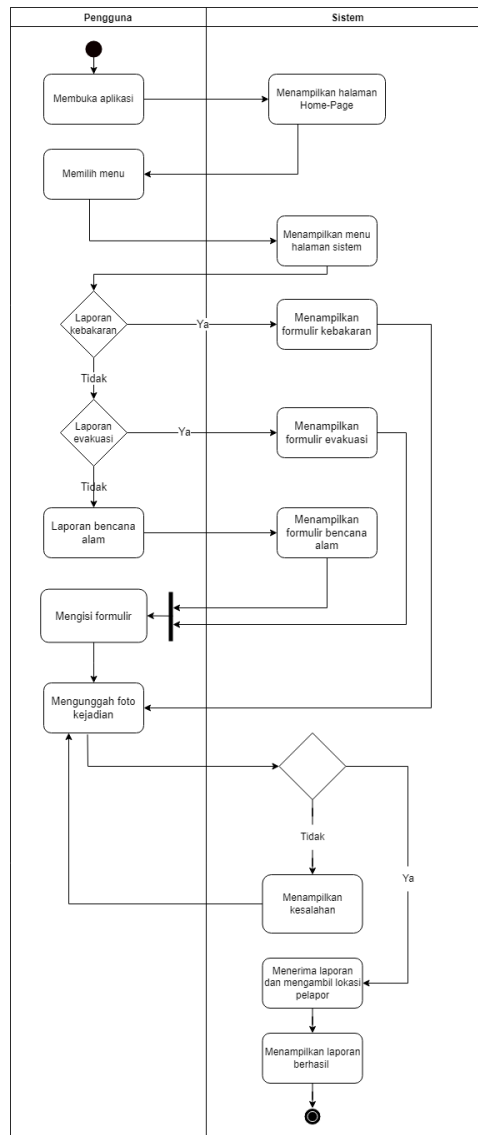 Pengguna
Sistem
Membuka aplikasi
Menampilkan halaman
Home-Page
Memilih menu
Menampilkan menu
halaman sistem
Laporan
kebakaran
Ya
Menampilkan
formulir kebakaran
Tidak
Laporan
evakuasi
Ya
Menampilkan
formulir evakuasi
Tidak
Laporan bencana
alam
Menampilkan
formulir bencana
alam
Mengisi formulir
Mengunggah foto
kejadian
Tidak
Ya
Menampilkan
kesalahan
Menerima laporan
dan mengambil lokasi
pelapor
Menampilkan laporan
berhasil